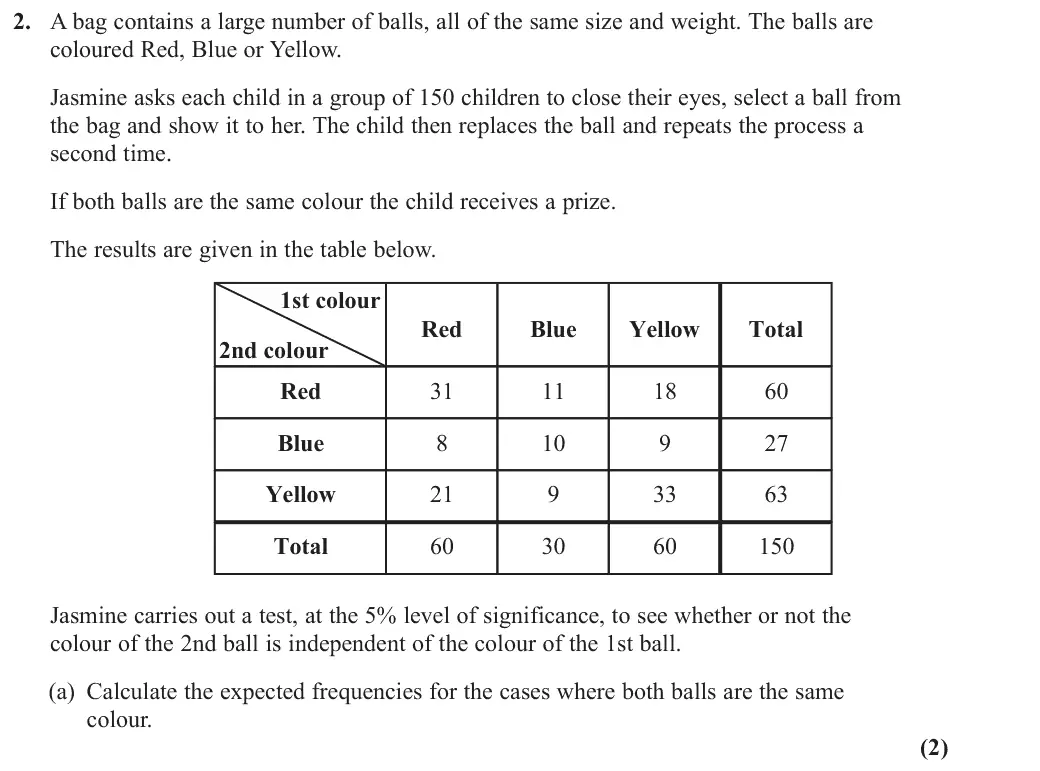 2. A bag contains a large number of balls, all of the same size and weight. The balls are
coloured Red, Blue or Yellow.
Jasmine asks each child in a group of 150 children to close their eyes, select a ball from
the bag and show it to her. The child then replaces the ball and repeats the process a
second time.
If both balls are the same colour the child receives a prize.
The results are given in the table below.
1st colour
2nd colour
Red Blue Yellow Total
Red 31 11 18 60
Blue 8 10 9 27
Yellow 21 9 33 63
Total 60 30 60 150
Jasmine carries out a test, at the 5% level of significance, to see whether or not the
colour of the 2nd ball is independent of the colour of the 1st ball.
(a) Calculate the expected frequencies for the cases where both balls are the same
colour.
(2)